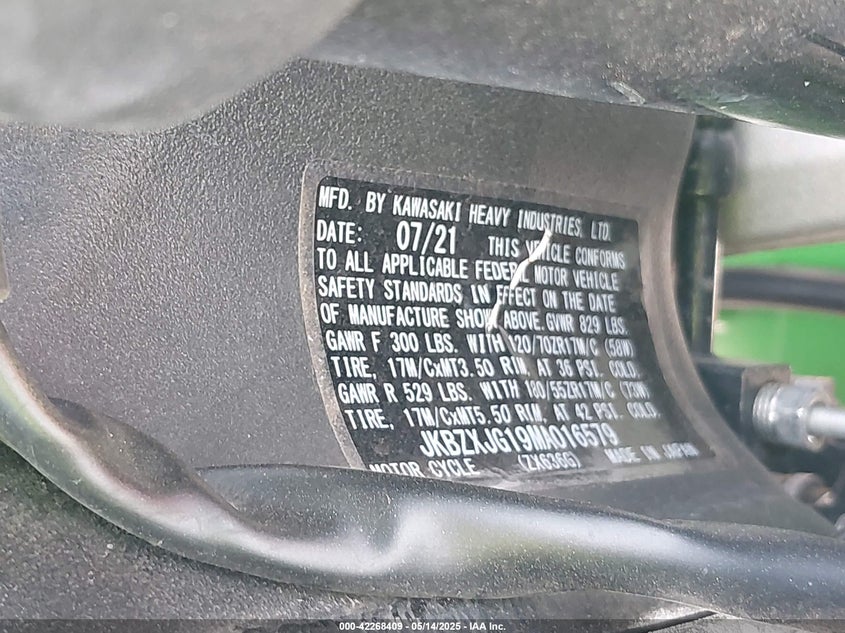 MFD. BY KAWASAKI HEAVY INDUSTRIES, LTD.
DATE: 07/21 THIS VEHICLE CONFORMS
TO ALL APPLICABLE FEDERAL MOTOR VEHICLE
SAFETY STANDARDS IN EFFECT ON THE DATE
OF MANUFACTURE SHOWN ABOVE. GVWR 829 LBS.
GAWR F 300 LBS. WITH 120/70ZR17M/C (58W)
TIRE, 17M/CxMT3.50 RIM, AT 36 PSI. COLD.
GAWR R 529 LBS. WITH 180/55ZR17M/C (73W)
TIRE, 17M/CxMT5.50 RIM, AT 42 PSI. COLD.
JKBZXJG19MA016579
MOTOR CYCLE (ZX636G) MADE IN JAPAN
000-42268409 - 05/14/2025 - IAA Inc.